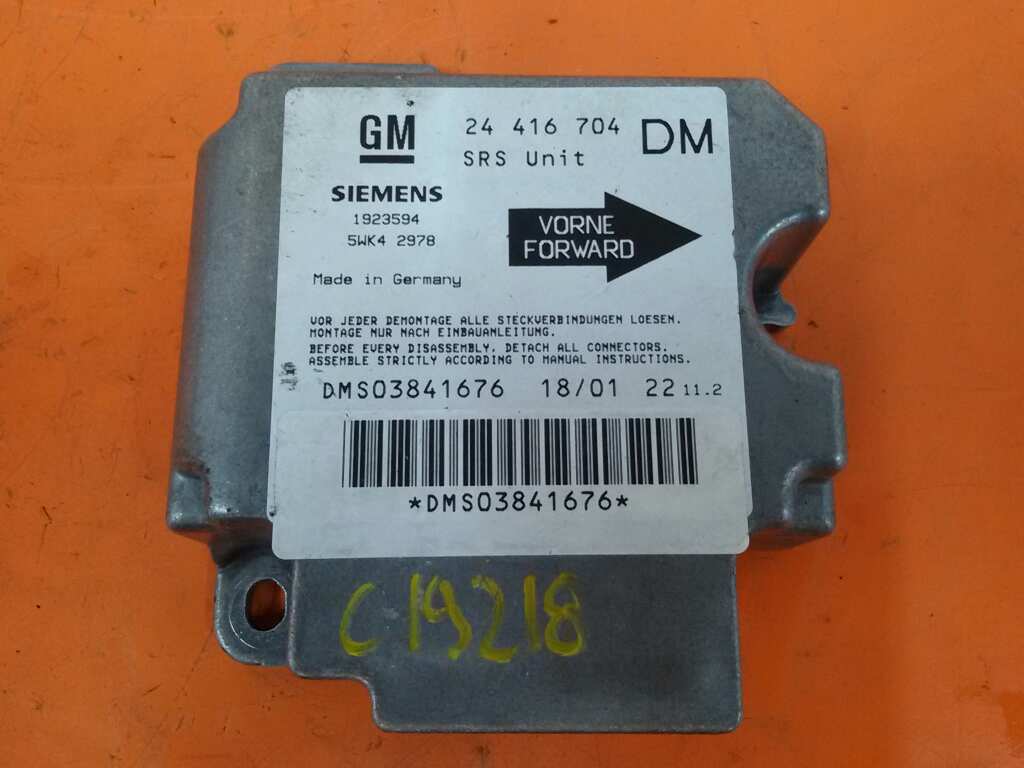 GM
24 416 704 DM
SRS Unit
SIEMENS
1923594
5WK4 2978
VORNE
FORWARD
Made in Germany
VOR JEDER DEMONTAGE ALLE STECKVERBINDUNGEN LOESEN.
MONTAGE NUR NACH EINBAUANLEITUNG.
BEFORE EVERY DISASSEMBLY, DETACH ALL CONNECTORS.
ASSEMBLE STRICTLY ACCORDING TO MANUAL INSTRUCTIONS.
DMS03841676 18/01 22 11.2
*DMS03841676*
C19218